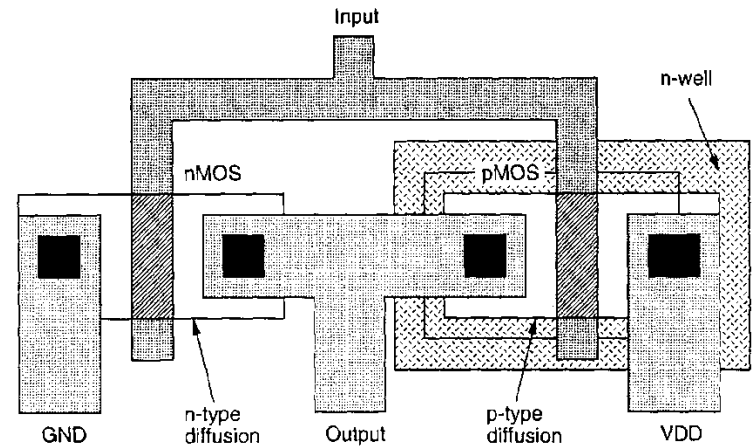 Input
n-well
nMOS
pMOS
n-type
diffusion
p-type
diffusion
GND
Output
VDD